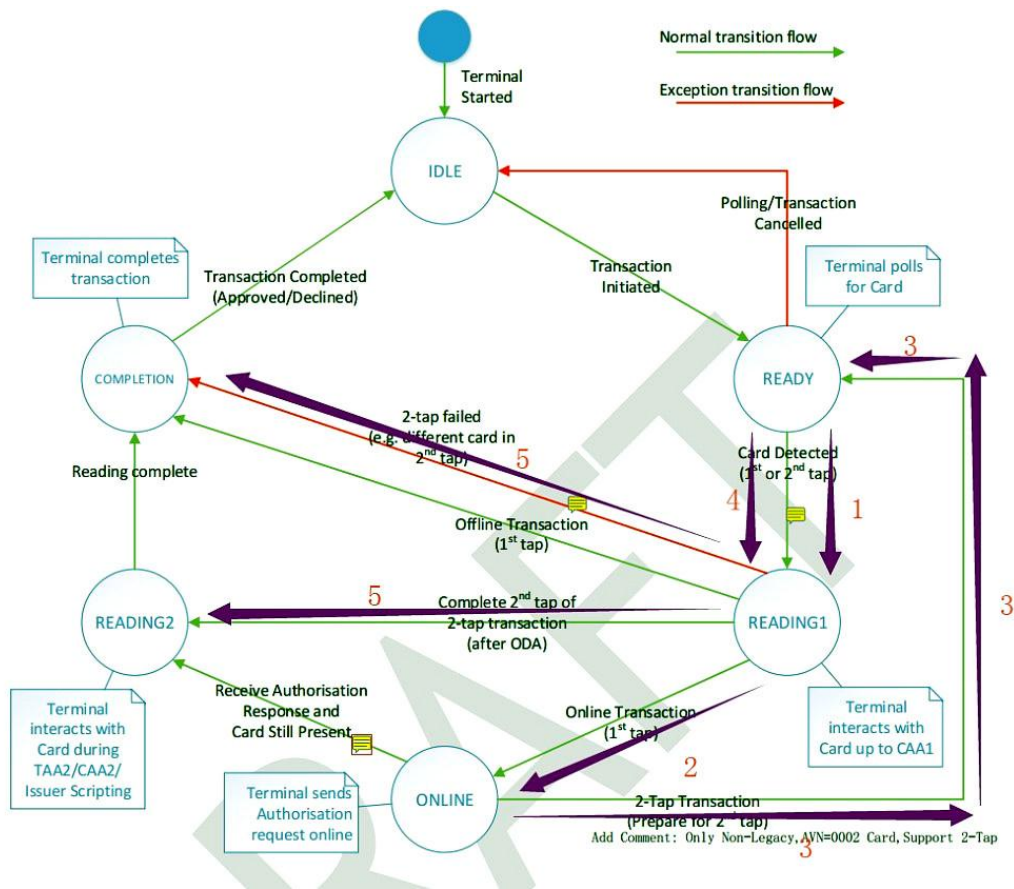 Normal transition flow
Terminal
Started
Exception transition flow
IDLE
Polling/Transaction
Cancelled
Terminal completes
transaction
Transaction Completed
(Approved/Declined)
Transaction
Initiated
Terminal polls
for Card
3
COMPLETION
READY
2-tap failed
(e.g. different card in
2nd tap)
5
Card Detected
(1st or 2nd tap)
Reading complete
4
1
Offline Transaction
(1st tap)
5
3
READING2
Complete 2nd tap of
2-tap transaction
(after ODA)
READING1
Receive Authorisation
Response and
Card Still Present
Online Transaction
(1st tap)
Terminal
interacts with
Card during
TAA2/CAA2/
Issuer Scripting
Terminal
interacts with
Card up to CAA1
2
Terminal sends
Authorisation
request online
ONLINE
2-Tap Transaction
(Prepare for 2nd tap)
Add Comment: Only Non-Legacy,AVN=0002 Card,Support 2-Tap
3
DRAFT